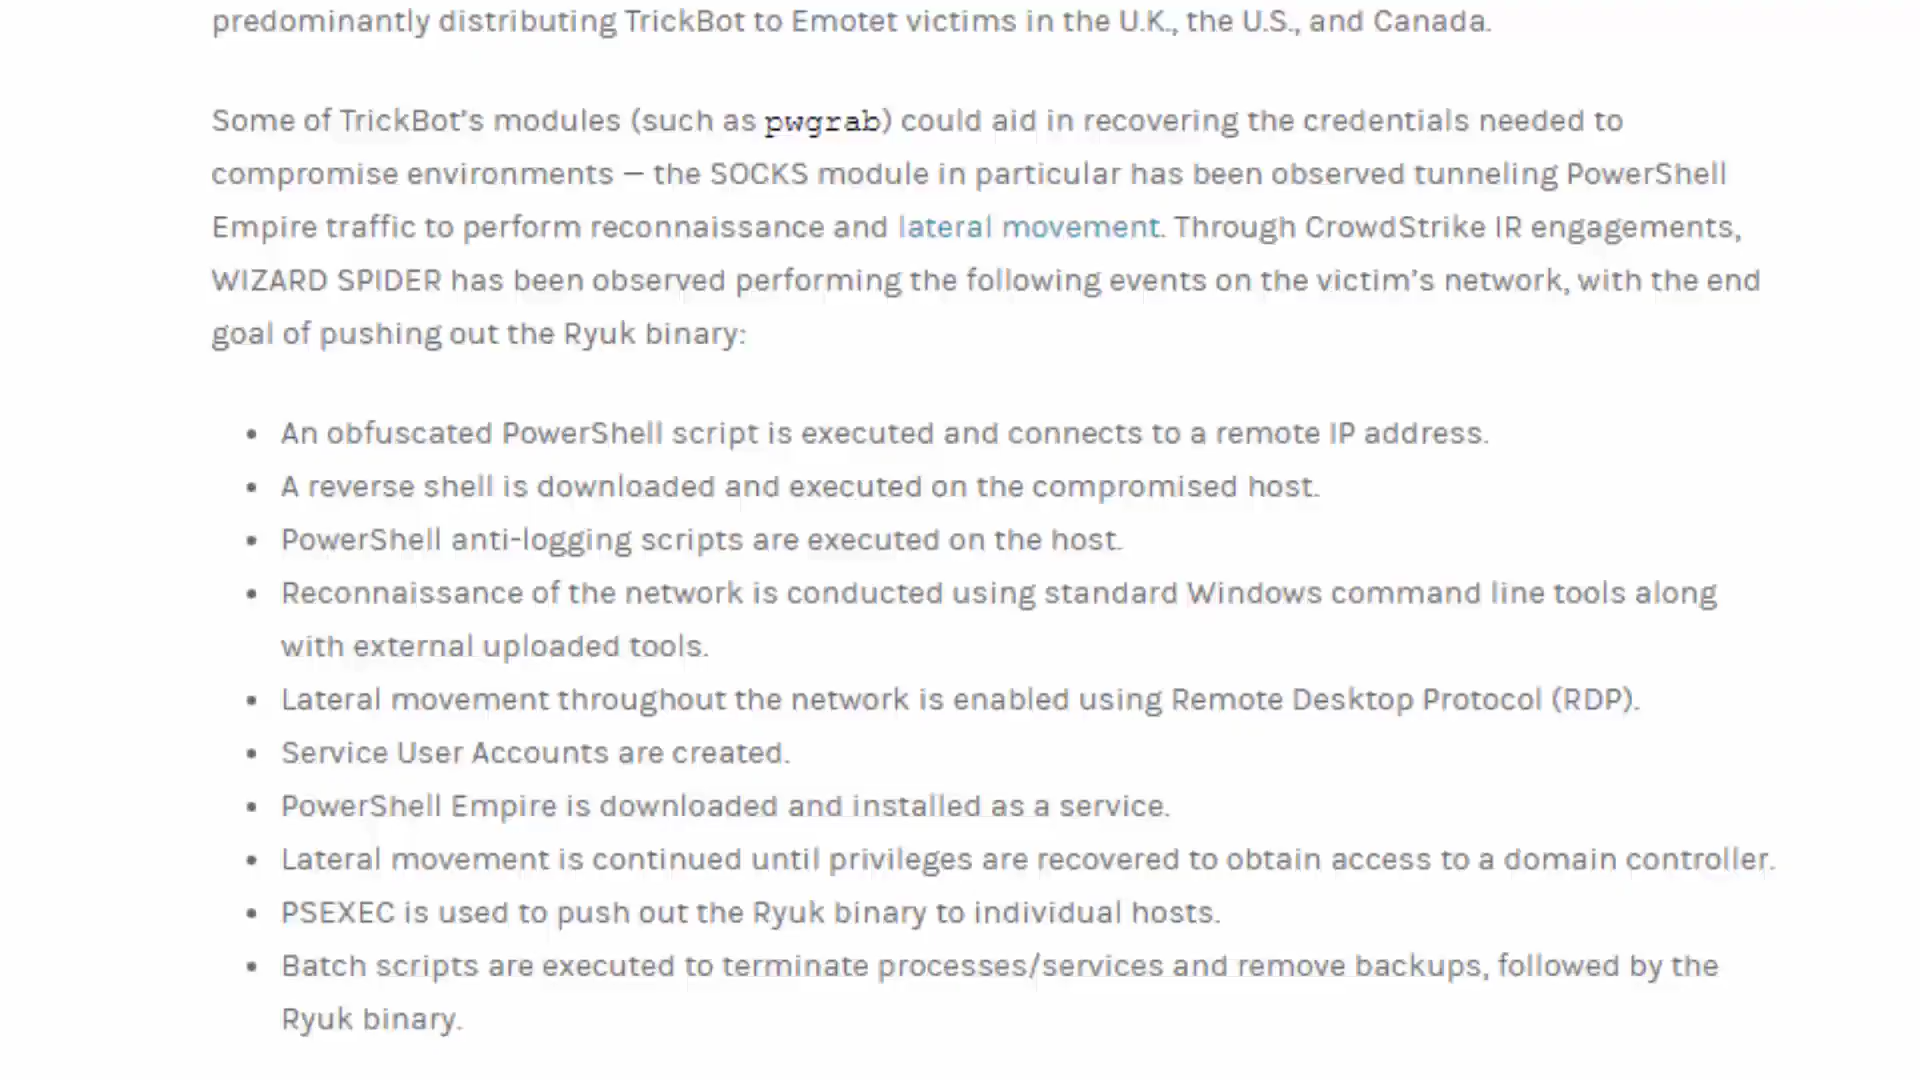 predominantly distributing TrickBot to Emotet victims in the U.K., the U.S., and Canada.
Some of TrickBot's modules (such as pwgrab) could aid in recovering the credentials needed to
compromise environments — the SOCKS module in particular has been observed tunneling PowerShell
Empire traffic to perform reconnaissance and lateral movement. Through CrowdStrike IR engagements,
WIZARD SPIDER has been observed performing the following events on the victim's network, with the end
goal of pushing out the Ryuk binary:
• An obfuscated PowerShell script is executed and connects to a remote IP address.
• A reverse shell is downloaded and executed on the compromised host.
• PowerShell anti-logging scripts are executed on the host.
• Reconnaissance of the network is conducted using standard Windows command line tools along
with external uploaded tools.
• Lateral movement throughout the network is enabled using Remote Desktop Protocol (RDP).
• Service User Accounts are created.
• PowerShell Empire is downloaded and installed as a service.
• Lateral movement is continued until privileges are recovered to obtain access to a domain controller.
• PSEXEC is used to push out the Ryuk binary to individual hosts.
• Batch scripts are executed to terminate processes/services and remove backups, followed by the
Ryuk binary.